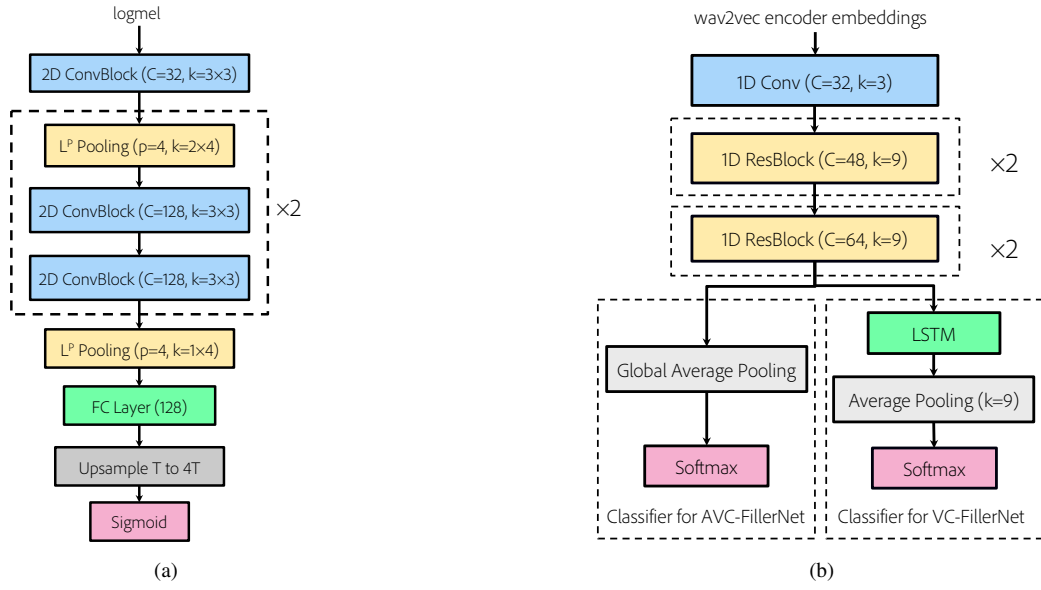 logmel
2D ConvBlock (C=32, k=3×3)
Lᵖ Pooling (p=4, k=2×4)
2D ConvBlock (C=128, k=3×3)
2D ConvBlock (C=128, k=3×3)
×2
Lᵖ Pooling (p=4, k=1×4)
FC Layer (128)
Upsample T to 4T
Sigmoid
(a)
wav2vec encoder embeddings
1D Conv (C=32, k=3)
1D ResBlock (C=48, k=9)
×2
1D ResBlock (C=64, k=9)
×2
Global Average Pooling
Softmax
Classifier for AVC-FillerNet
LSTM
Average Pooling (k=9)
Softmax
Classifier for VC-FillerNet
(b)